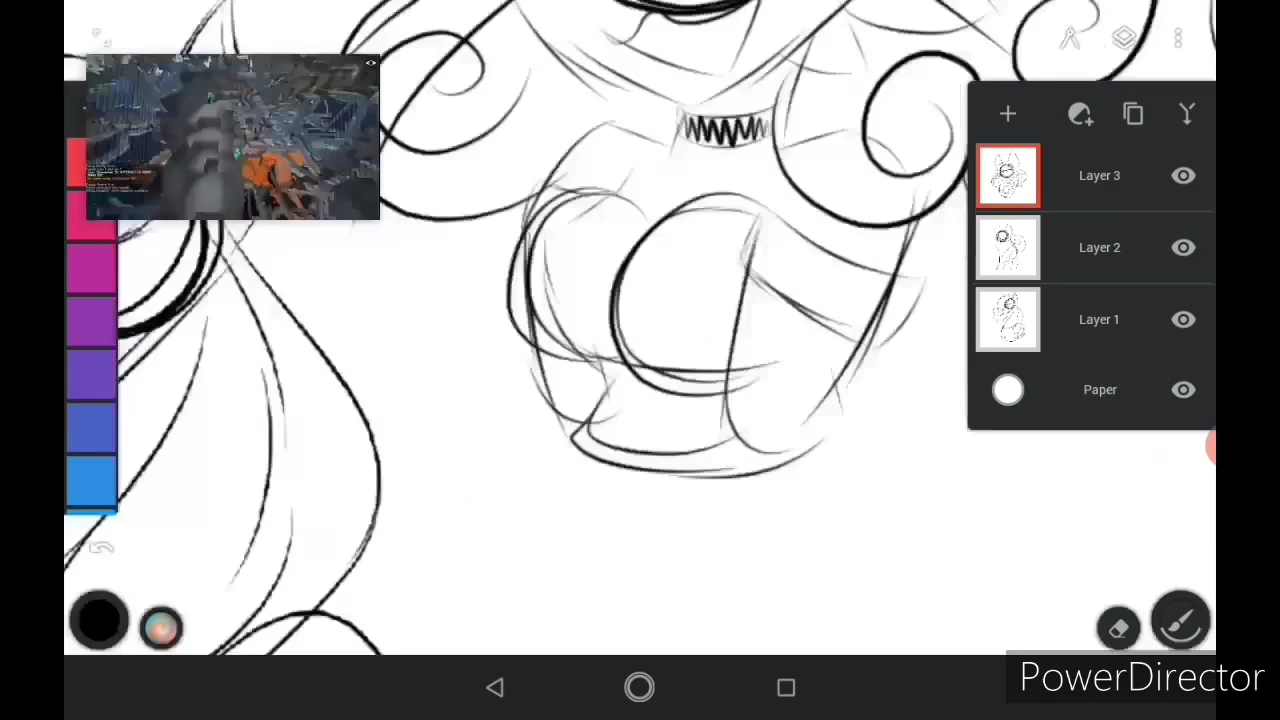 Layer 3
Layer 2
Layer 1
Paper
PowerDirector